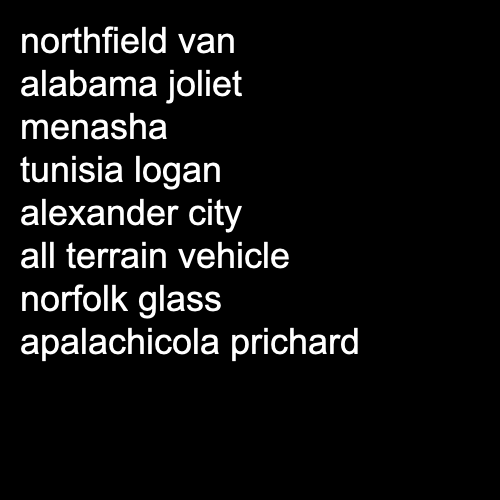 northfield van
alabama joliet
menasha
tunisia logan
alexander city
all terrain vehicle
norfolk glass
apalachicola prichard